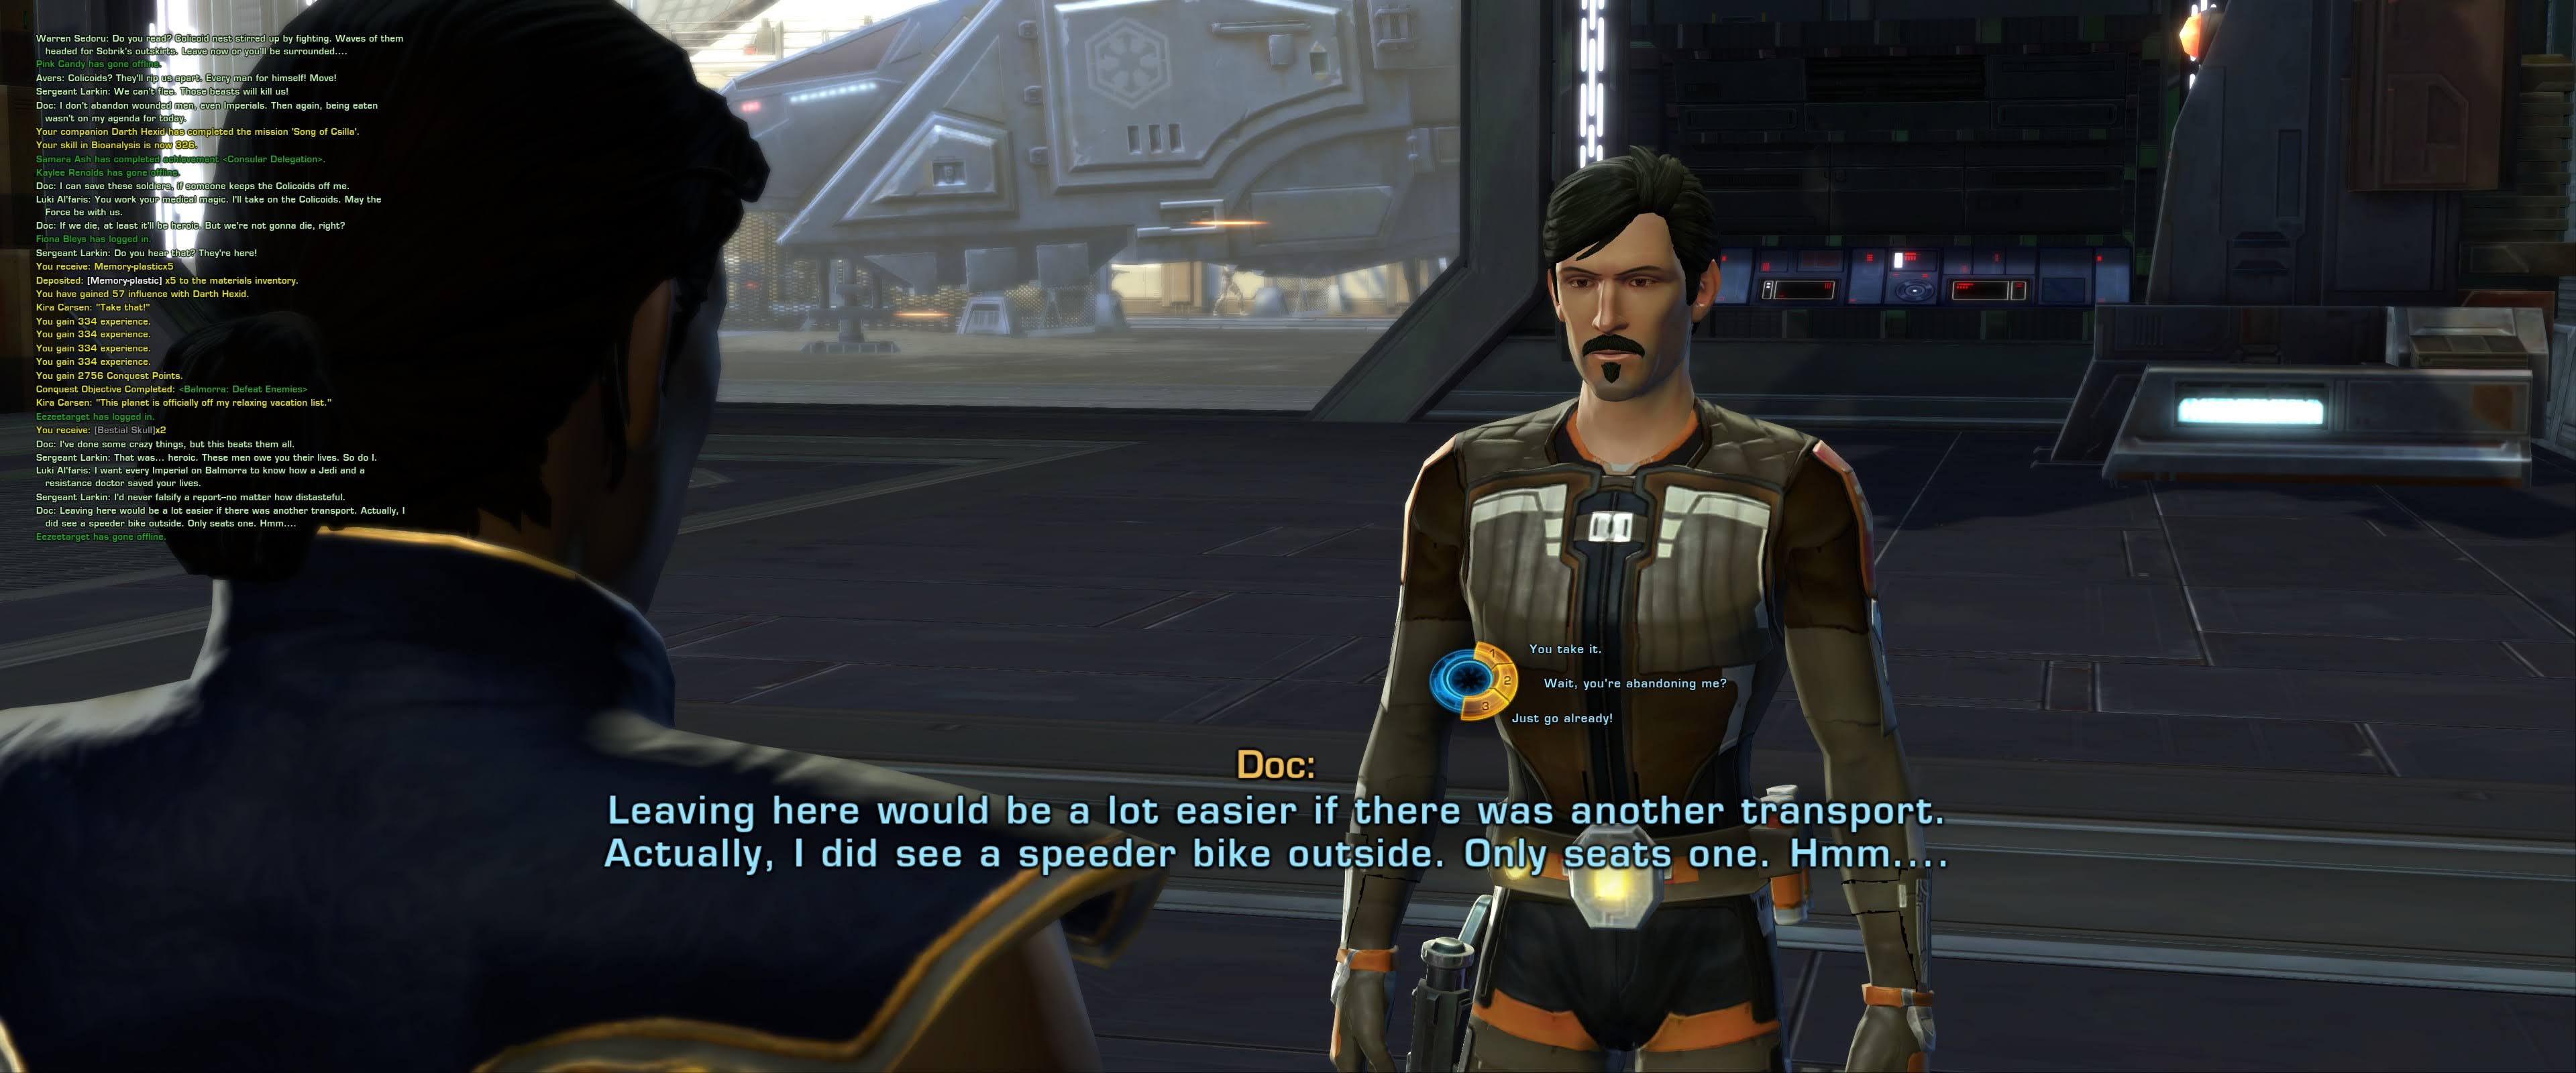 Warren Sedoru: Do you read? Colicoid nest stirred up by fighting. Waves of them
headed for Sobrik's outskirts. Leave now or you'll be surrounded....
Pink Candy has gone offline.
Avers: Colicoids? They'll rip us apart. Every man for himself! Move!
Sergeant Larkin: We can't flee. Those beasts will kill us!
Doc: I don't abandon wounded men, even Imperials. Then again, being eaten
wasn't on my agenda for today.
Your companion Darth Hexid has completed the mission 'Song of Csilla'.
Your skill in Bioanalysis is now 326.
Samara Ash has completed achievement <Consular Delegation>.
Kaylee Renolds has gone offline.
Doc: I can save these soldiers, if someone keeps the Colicoids off me.
Luki Al'faris: You work your medical magic. I'll take on the Colicoids. May the
Force be with us.
Doc: If we die, at least it'll be heroic. But we're not gonna die, right?
Fiona Bleys has logged in.
Sergeant Larkin: Do you hear that? They're here!
You receive: Memory-plasticx5
Deposited: [Memory-plastic] x5 to the materials inventory.
You have gained 57 influence with Darth Hexid.
Kira Carsen: "Take that!"
You gain 334 experience.
You gain 334 experience.
You gain 334 experience.
You gain 334 experience.
You gain 2756 Conquest Points.
Conquest Objective Completed: <Balmorra: Defeat Enemies>
Kira Carsen: "This planet is officially off my relaxing vacation list."
Eezeetarget has logged in.
You receive: [Bestial Skull]x2
Doc: I've done some crazy things, but this beats them all.
Sergeant Larkin: That was... heroic. These men owe you their lives. So do I.
Luki Al'faris: I want every Imperial on Balmorra to know how a Jedi and a
resistance doctor saved your lives.
Sergeant Larkin: I'd never falsify a report–no matter how distasteful.
Doc: Leaving here would be a lot easier if there was another transport. Actually, I
did see a speeder bike outside. Only seats one. Hmm....
Eezeetarget has gone offline.
1 You take it.
2 Wait, you're abandoning me?
3 Just go already!
Doc:
Leaving here would be a lot easier if there was another transport.
Actually, I did see a speeder bike outside. Only seats one. Hmm....